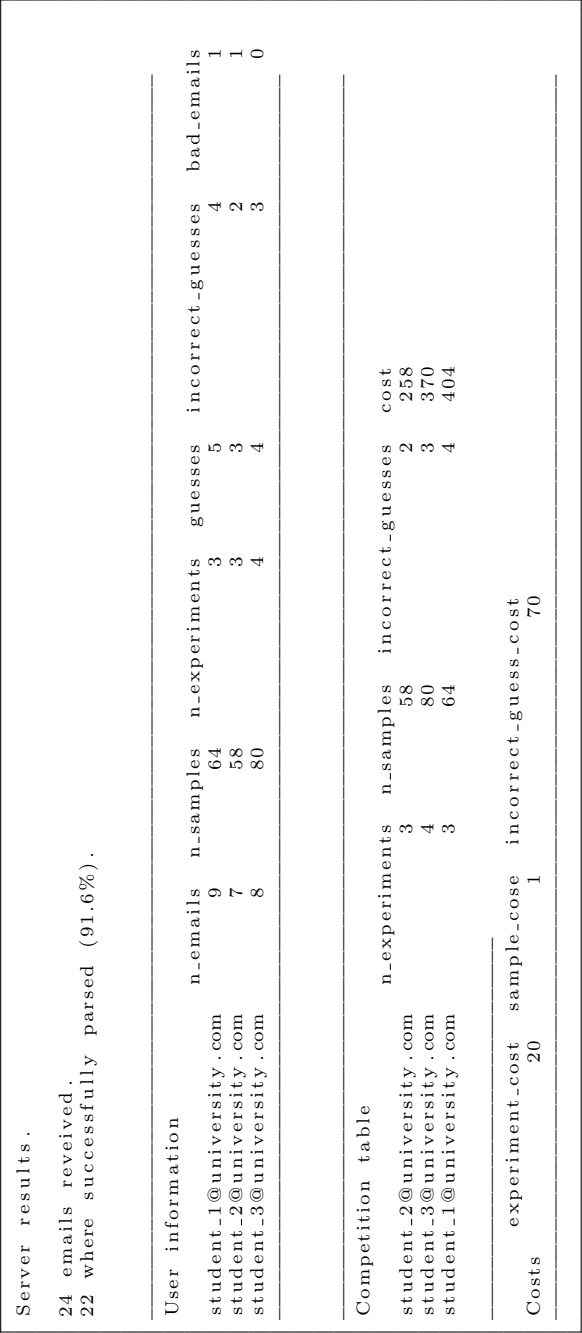 Server results.
24 emails reveived.
22 where successfully parsed (91.6%).
User information
n_emails n_samples n_experiments guesses incorrect_guesses bad_emails
student_1@university.com 9 64 3 5 4 1
student_2@university.com 7 58 3 3 2 1
student_3@university.com 8 80 4 4 3 0
Competition table
n_experiments n_samples incorrect_guesses cost
student_2@university.com 3 58 2 258
student_3@university.com 4 80 3 370
student_1@university.com 3 64 4 404
experiment_cost sample_cose incorrect_guess_cost
Costs 20 1 70